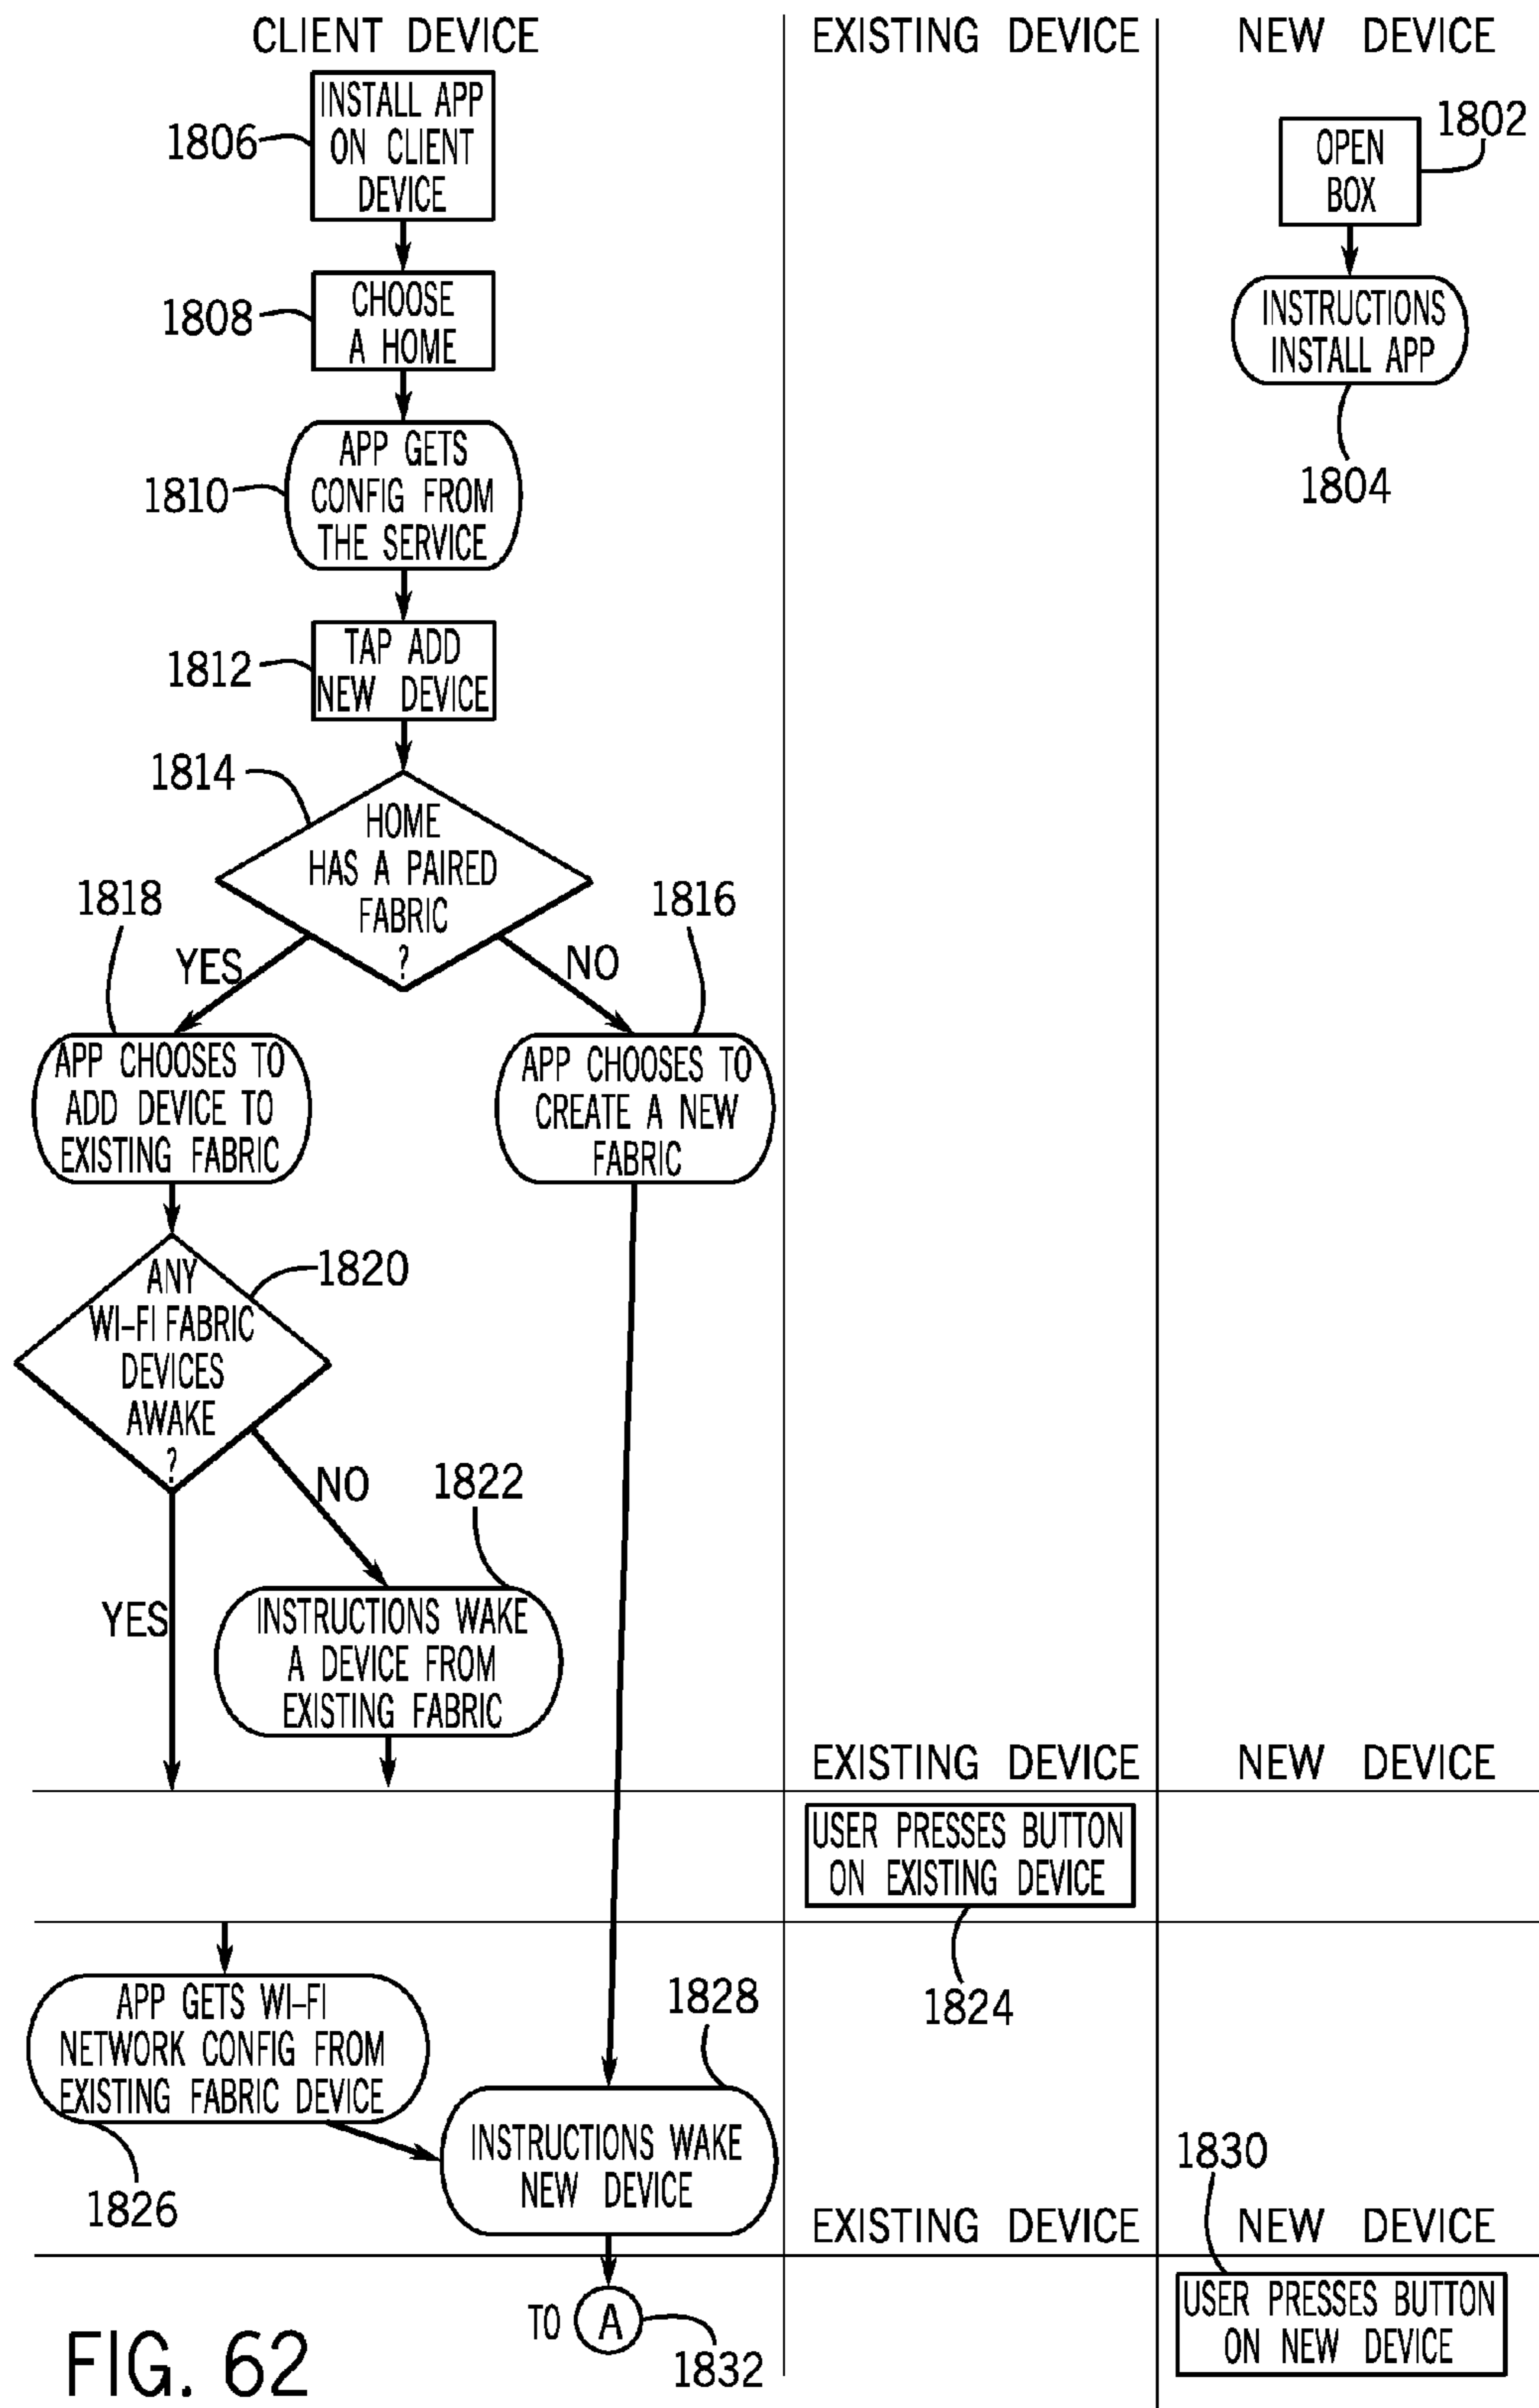 CLIENT DEVICE
EXISTING DEVICE
NEW DEVICE
INSTALL APP
ON CLIENT
DEVICE
1806
1802
OPEN
BOX
CHOOSE
A HOME
1808
INSTRUCTIONS
INSTALL APP
1804
APP GETS
CONFIG FROM
THE SERVICE
1810
TAP ADD
NEW DEVICE
1812
1814
HOME
HAS A PAIRED
FABRIC
?
1818
1816
YES
NO
APP CHOOSES TO
ADD DEVICE TO
EXISTING FABRIC
APP CHOOSES TO
CREATE A NEW
FABRIC
ANY
WI–FI FABRIC
DEVICES
AWAKE
?
1820
NO
1822
YES
INSTRUCTIONS WAKE
A DEVICE FROM
EXISTING FABRIC
EXISTING DEVICE
NEW DEVICE
USER PRESSES BUTTON
ON EXISTING DEVICE
1824
APP GETS WI–FI
NETWORK CONFIG FROM
EXISTING FABRIC DEVICE
1826
1828
INSTRUCTIONS WAKE
NEW DEVICE
1830
EXISTING DEVICE
NEW DEVICE
USER PRESSES BUTTON
ON NEW DEVICE
TO A
1832
FIG. 62